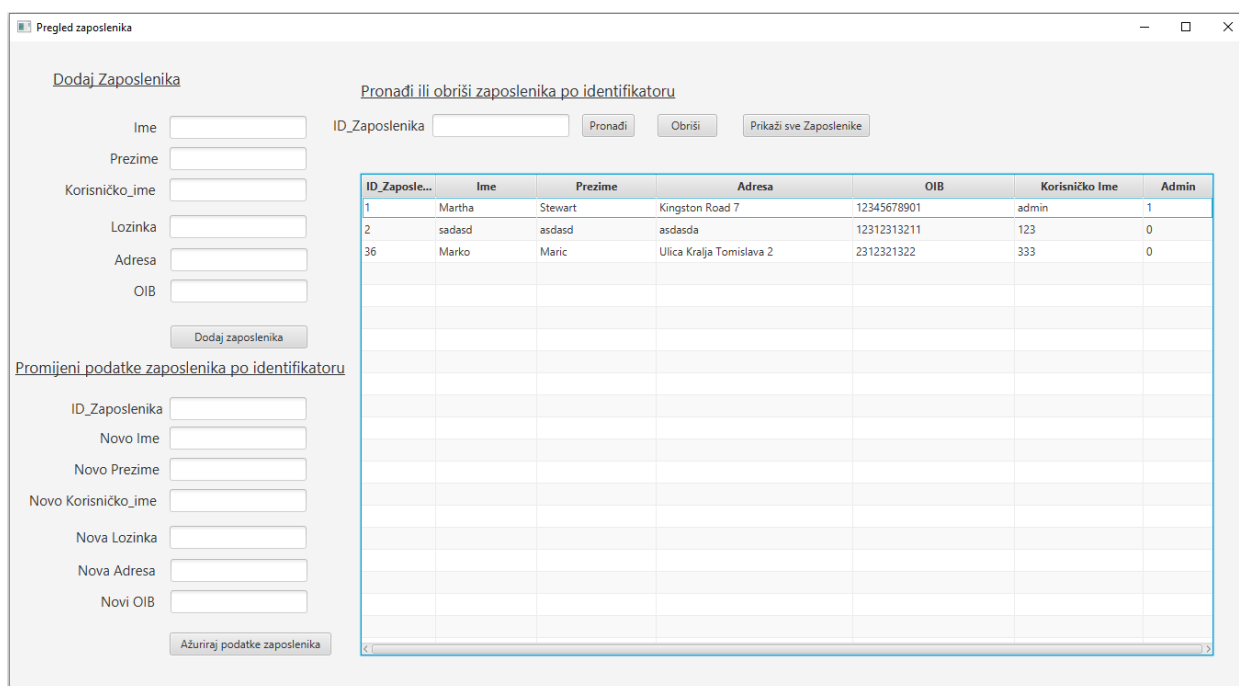 Pregled zaposlenika
Dodaj Zaposlenika
Ime
Prezime
Korisničko_ime
Lozinka
Adresa
OIB
Dodaj zaposlenika
Promijeni podatke zaposlenika po identifikatoru
ID_Zaposlenika
Novo Ime
Novo Prezime
Novo Korisničko_ime
Nova Lozinka
Nova Adresa
Novi OIB
Ažuriraj podatke zaposlenika
Pronađi ili obriši zaposlenika po identifikatoru
ID_Zaposlenika Pronađi Obriši Prikaži sve Zaposlenike
ID_Zaposle... Ime Prezime Adresa OIB Korisničko Ime Admin
1 Martha Stewart Kingston Road 7 12345678901 admin 1
2 sadasd asdasd asdasda 12312313211 123 0
36 Marko Maric Ulica Kralja Tomislava 2 2312321322 333 0